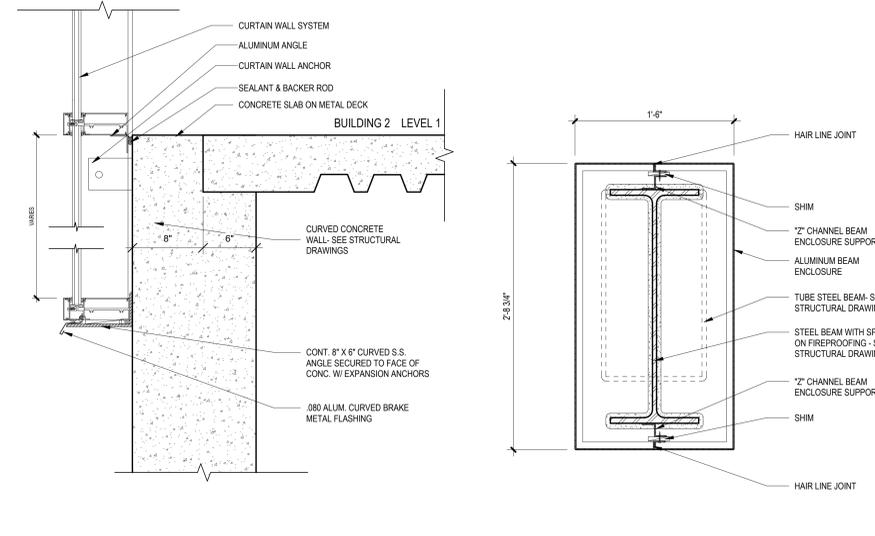 CURTAIN WALL SYSTEM
ALUMINUM ANGLE
CURTAIN WALL ANCHOR
SEALANT & BACKER ROD
CONCRETE SLAB ON METAL DECK
BUILDING 2 LEVEL 1
VARIES
8" 6"
CURVED CONCRETE
WALL- SEE STRUCTURAL
DRAWINGS
CONT. 8" X 6" CURVED S.S.
ANGLE SECURED TO FACE OF
CONC. W/ EXPANSION ANCHORS
.080 ALUM. CURVED BRAKE
METAL FLASHING
1'-6"
2'-8 3/4"
HAIR LINE JOINT
SHIM
"Z" CHANNEL BEAM
ENCLOSURE SUPPOR
ALUMINUM BEAM
ENCLOSURE
TUBE STEEL BEAM- S
STRUCTURAL DRAWI
STEEL BEAM WITH SP
ON FIREPROOFING - S
STRUCTURAL DRAWI
"Z" CHANNEL BEAM
ENCLOSURE SUPPOR
SHIM
HAIR LINE JOINT